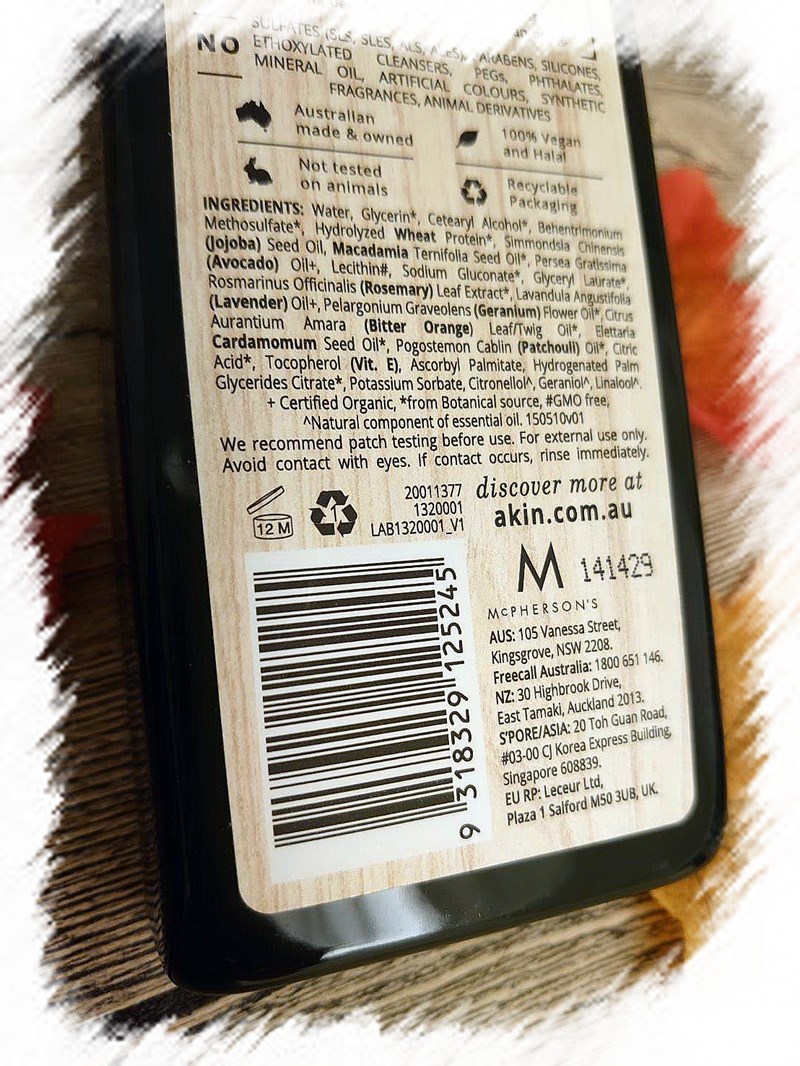 SULFATES (SLS, SLES, ALS, ALES), PARABENS, SILICONES,
NO ETHOXYLATED CLEANSERS, PEGs, PHTHALATES,
MINERAL OIL, ARTIFICIAL COLOURS, SYNTHETIC
FRAGRANCES, ANIMAL DERIVATIVES
Australian
made & owned
100% Vegan
and Halal
Not tested
on animals
Recyclable
Packaging
INGREDIENTS: Water, Glycerin*, Cetearyl Alcohol*, Behentrimonium
Methosulfate*, Hydrolyzed Wheat Protein*, Simmondsia Chinensis
(Jojoba) Seed Oil, Macadamia Ternifolia Seed Oil*, Persea Gratissima
(Avocado) Oil+, Lecithin#, Sodium Gluconate*, Glyceryl Laurate*,
Rosmarinus Officinalis (Rosemary) Leaf Extract*, Lavandula Angustifolia
(Lavender) Oil+, Pelargonium Graveolens (Geranium) Flower Oil*, Citrus
Aurantium Amara (Bitter Orange) Leaf/Twig Oil*, Elettaria
Cardamomum Seed Oil*, Pogostemon Cablin (Patchouli) Oil*, Citric
Acid*, Tocopherol (Vit. E), Ascorbyl Palmitate, Hydrogenated Palm
Glycerides Citrate*, Potassium Sorbate, Citronellol^, Geraniol^, Linalool^.
+ Certified Organic, *from Botanical source, #GMO free,
^Natural component of essential oil. 150510v01
We recommend patch testing before use. For external use only.
Avoid contact with eyes. If contact occurs, rinse immediately.
12 M
1
20011377
1320001
LAB1320001_V1
discover more at
akin.com.au
M 141429
McPHERSON'S
AUS: 105 Vanessa Street,
Kingsgrove, NSW 2208.
Freecall Australia: 1800 651 146.
NZ: 30 Highbrook Drive,
East Tamaki, Auckland 2013.
S'PORE/ASIA: 20 Toh Guan Road,
#03-00 CJ Korea Express Building,
Singapore 608839.
EU RP: Leceur Ltd,
Plaza 1 Salford M50 3UB, UK.
9 318329 125245